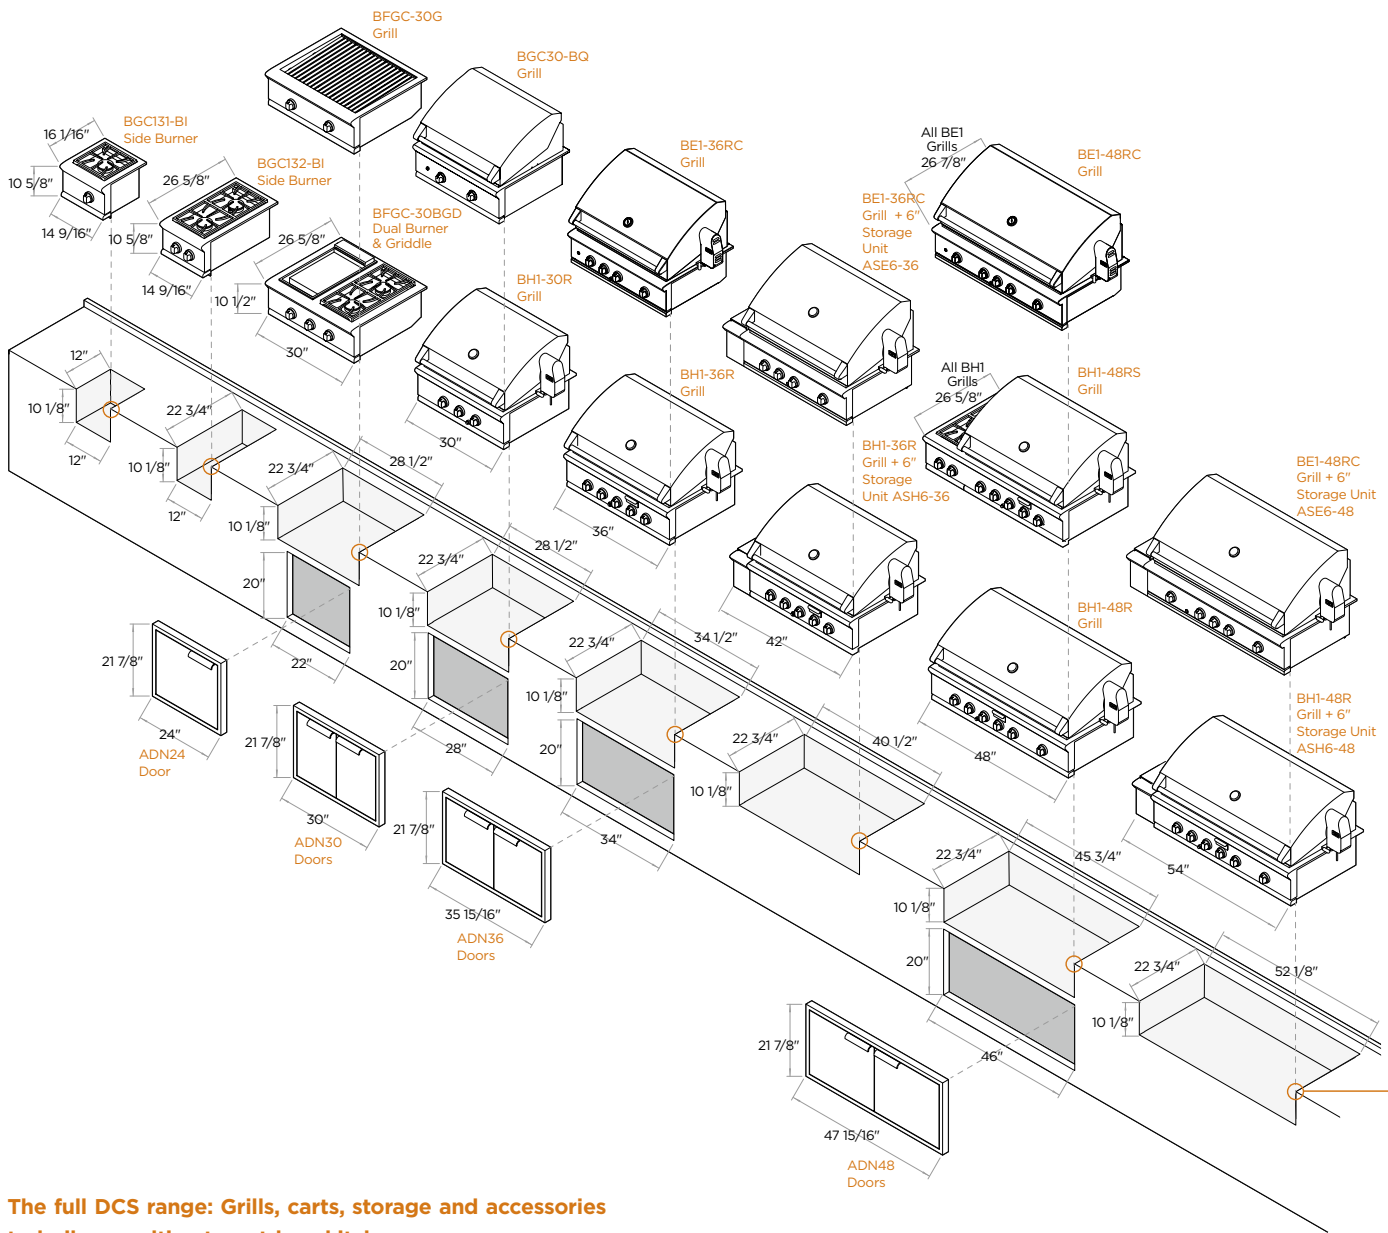 BFGC-30G
Grill
BGC30-BQ
Grill
BGC131-BI
Side Burner
16 1/16"
10 5/8"
14 9/16"
BGC132-BI
Side Burner
26 5/8"
10 5/8"
14 9/16"
BFGC-30BGD
Dual Burner
& Griddle
26 5/8"
10 1/2"
30"
BE1-36RC
Grill
BH1-30R
Grill
30"
BE1-36RC
Grill + 6"
Storage
Unit
ASE6-36
All BE1
Grills
26 7/8"
BE1-48RC
Grill
BH1-36R
Grill
36"
All BH1
Grills
26 5/8"
BH1-48RS
Grill
BH1-36R
Grill + 6"
Storage
Unit ASH6-36
42"
BE1-48RC
Grill + 6"
Storage Unit
ASE6-48
BH1-48R
Grill
48"
BH1-48R
Grill + 6"
Storage Unit
ASH6-48
54"
12"
10 1/8"
12"
22 3/4"
10 1/8"
12"
22 3/4"
28 1/2"
10 1/8"
20"
22"
22 3/4"
28 1/2"
10 1/8"
20"
28"
22 3/4"
34 1/2"
10 1/8"
20"
34"
22 3/4"
40 1/2"
10 1/8"
22 3/4"
45 3/4"
10 1/8"
20"
46"
22 3/4"
52 1/8"
10 1/8"
21 7/8"
24"
ADN24
Door
21 7/8"
30"
ADN30
Doors
21 7/8"
35 15/16"
ADN36
Doors
21 7/8"
47 15/16"
ADN48
Doors
The full DCS range: Grills, carts, storage and accessories